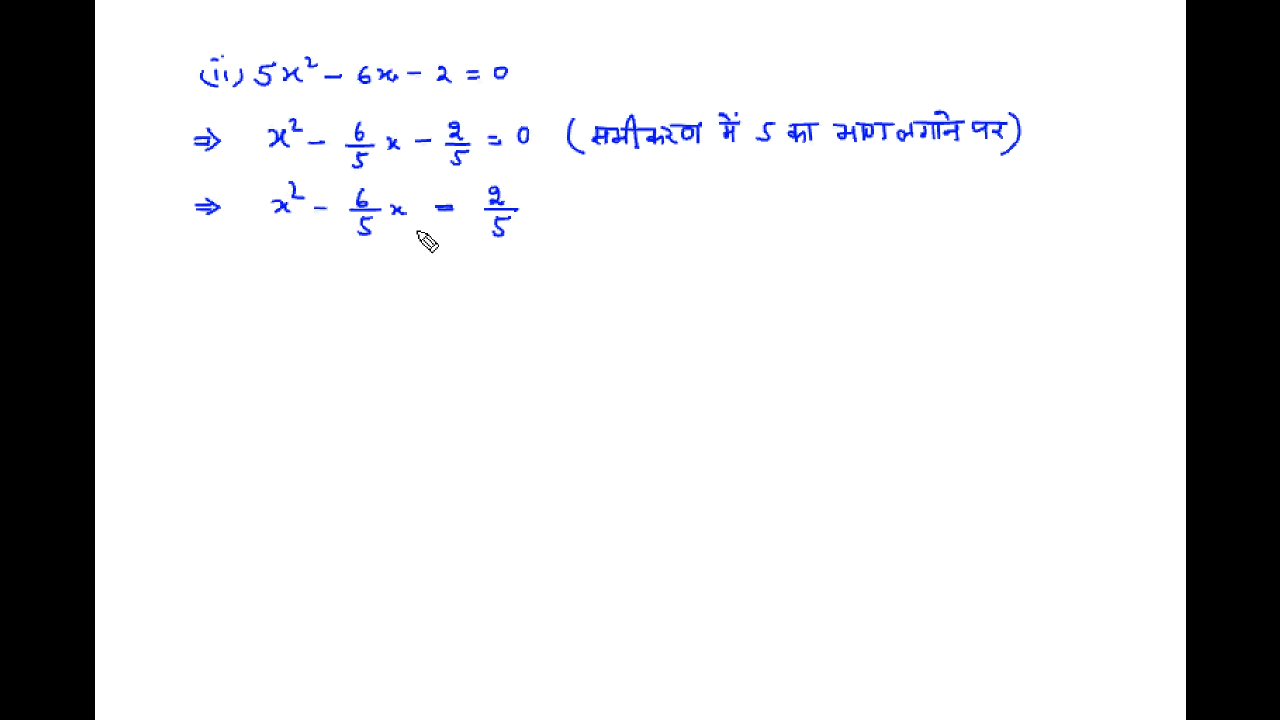 (ii) 5x² - 6x - 2 = 0
⇒ x² - 6/5 x - 2/5 = 0 (समीकरण में 5 का भाग लगाने पर)
⇒ x² - 6/5 x = 2/5